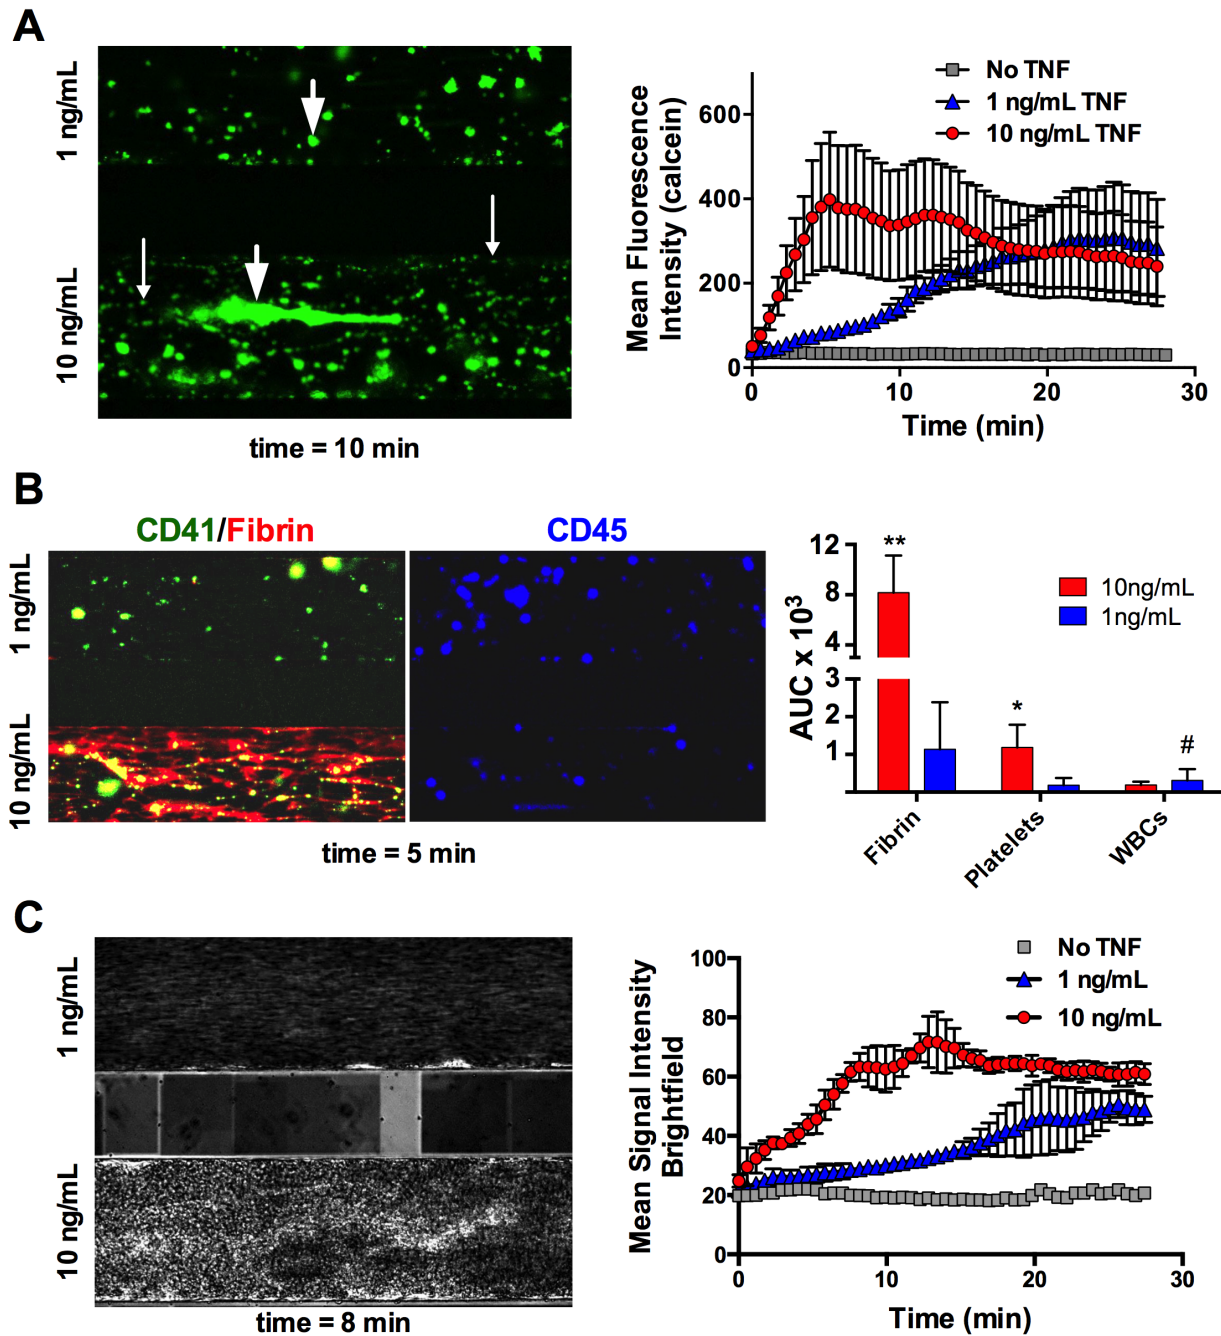 A
1 ng/mL
10 ng/mL
time = 10 min
Mean Fluorescence
Intensity (calcein)
No TNF
1 ng/mL TNF
10 ng/mL TNF
600
400
200
0
0 10 20 30
Time (min)
B
CD41/Fibrin
CD45
1 ng/mL
10 ng/mL
time = 5 min
AUC x 10³
12
8
4
3
2
1
**
*
#
10ng/mL
1ng/mL
Fibrin
Platelets
WBCs
C
1 ng/mL
10 ng/mL
time = 8 min
Mean Signal Intensity
Brightfield
No TNF
1 ng/mL
10 ng/mL
100
80
60
40
20
0
0 10 20 30
Time (min)